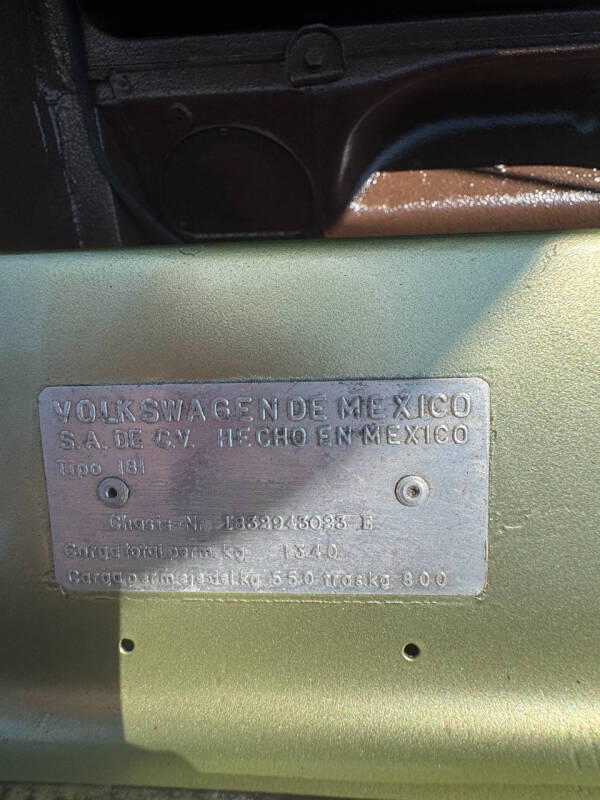 VOLKSWAGEN DE MEXICO
S.A. DE C.V. HECHO EN MEXICO
Tipo 181
Chasis-Nr. 1832943023 E
Carga total perm. kg 1340
Carga perm eje del kg 550 tras kg 800